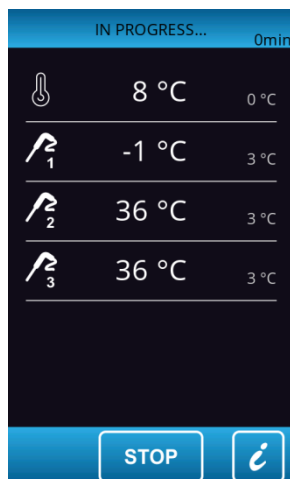 IN PROGRESS...
0min
8 °C 0 °C
1 -1 °C 3 °C
2 36 °C 3 °C
3 36 °C 3 °C
STOP i